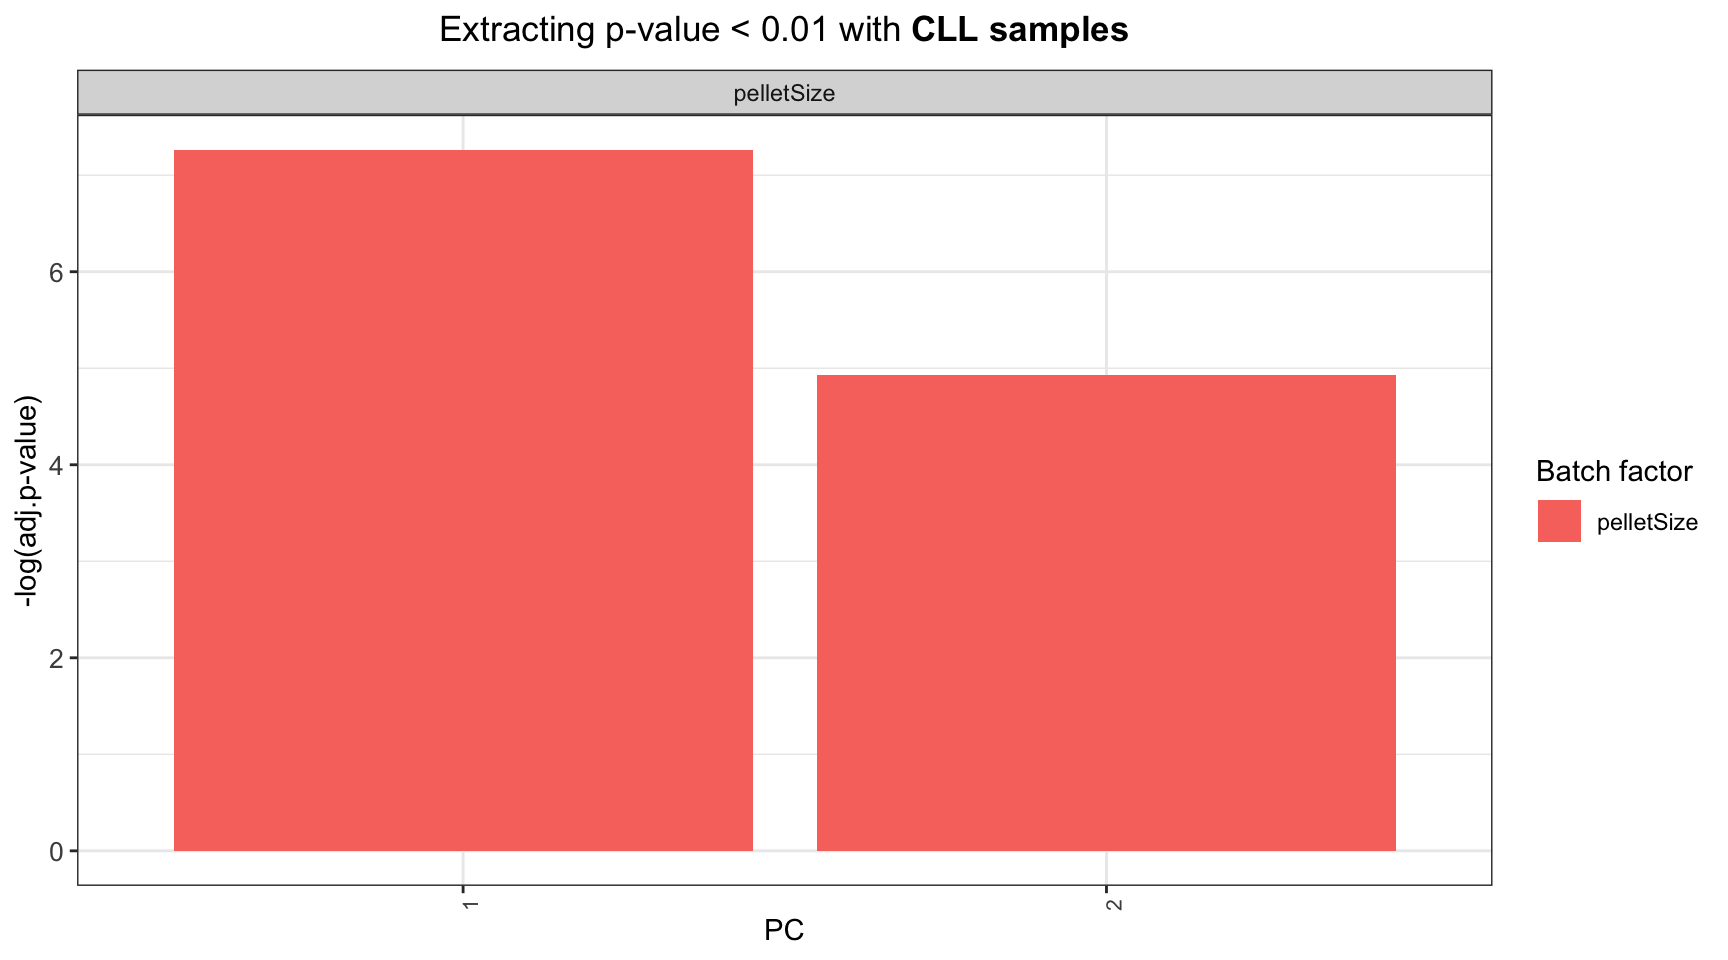 Extracting p-value < 0.01 with CLL samples
pelletSize
-log(adj.p-value)
6
4
2
0
1
2
PC
Batch factor
pelletSize